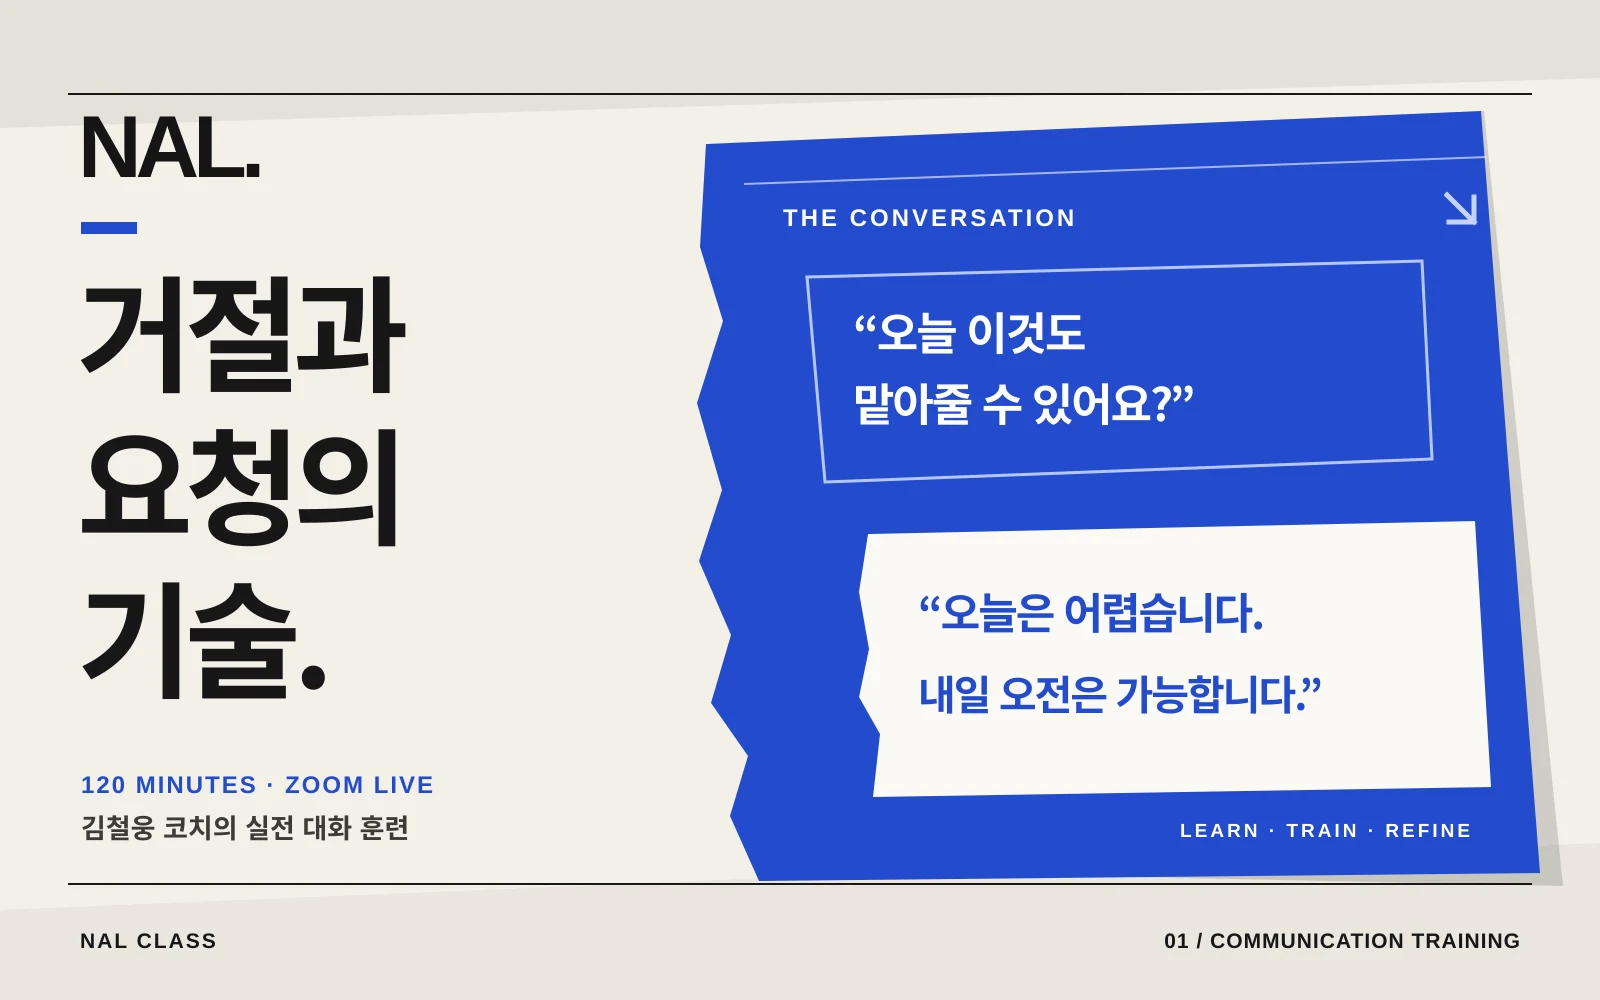 NAL.
거절과
요청의
기술.
120 MINUTES · ZOOM LIVE
김철웅 코치의 실전 대화 훈련
THE CONVERSATION
“오늘 이것도
맡아줄 수 있어요?”
“오늘은 어렵습니다.
내일 오전은 가능합니다.”
LEARN · TRAIN · REFINE
NAL CLASS
01 / COMMUNICATION TRAINING